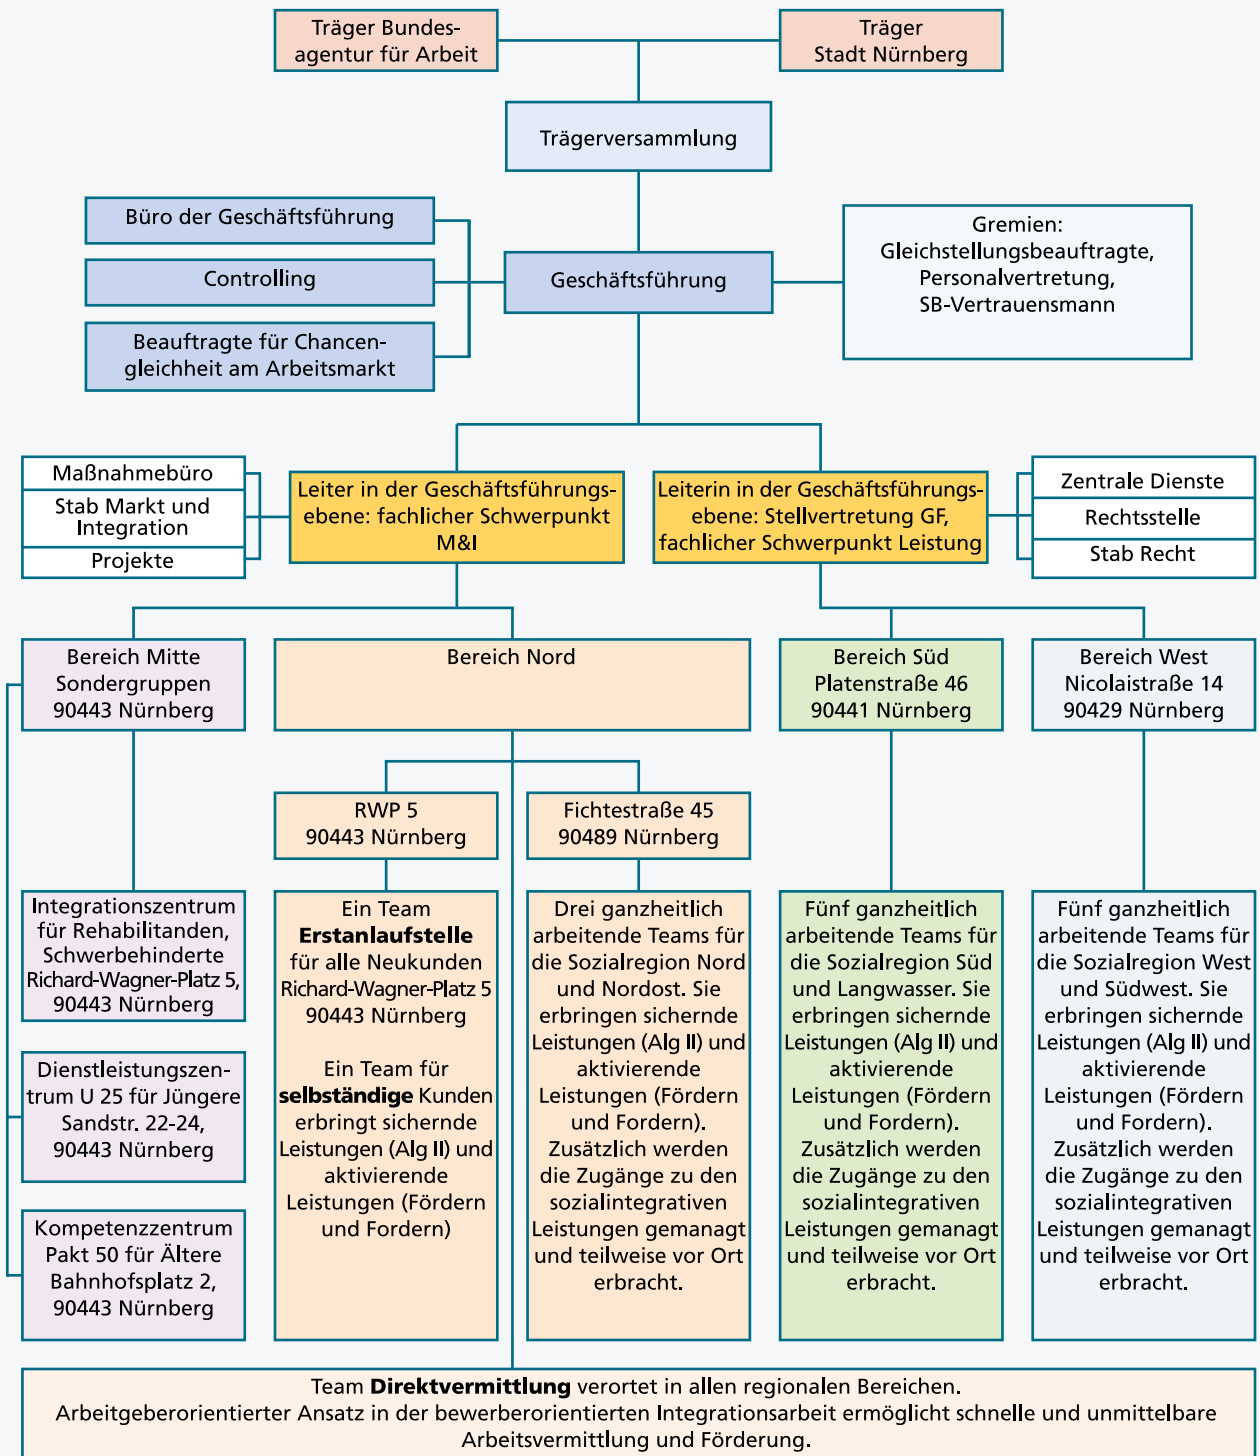 Träger Bundes-
agentur für Arbeit
Träger
Stadt Nürnberg
Trägerversammlung
Büro der Geschäftsführung
Controlling
Beauftragte für Chancen-
gleichheit am Arbeitsmarkt
Geschäftsführung
Gremien:
Gleichstellungsbeauftragte,
Personalvertretung,
SB-Vertrauensmann
Maßnahmebüro
Stab Markt und
Integration
Projekte
Leiter in der Geschäftsführungs-
ebene: fachlicher Schwerpunkt
M&I
Leiterin in der Geschäftsführungs-
ebene: Stellvertretung GF,
fachlicher Schwerpunkt Leistung
Zentrale Dienste
Rechtsstelle
Stab Recht
Bereich Mitte
Sondergruppen
90443 Nürnberg
Bereich Nord
Bereich Süd
Platenstraße 46
90441 Nürnberg
Bereich West
Nicolaistraße 14
90429 Nürnberg
RWP 5
90443 Nürnberg
Fichtestraße 45
90489 Nürnberg
Integrationszentrum
für Rehabilitanden,
Schwerbehinderte
Richard-Wagner-Platz 5,
90443 Nürnberg
Dienstleistungszen-
trum U 25 für Jüngere
Sandstr. 22-24,
90443 Nürnberg
Kompetenzzentrum
Pakt 50 für Ältere
Bahnhofsplatz 2,
90443 Nürnberg
Ein Team
Erstanlaufstelle
für alle Neukunden
Richard-Wagner-Platz 5
90443 Nürnberg
Ein Team für
selbständige Kunden
erbringt sichernde
Leistungen (Alg II) und
aktivierende
Leistungen (Fördern
und Fordern)
Drei ganzheitlich
arbeitende Teams für
die Sozialregion Nord
und Nordost. Sie
erbringen sichernde
Leistungen (Alg II) und
aktivierende
Leistungen (Fördern
und Fordern).
Zusätzlich werden
die Zugänge zu den
sozialintegrativen
Leistungen gemanagt
und teilweise vor Ort
erbracht.
Fünf ganzheitlich
arbeitende Teams für
die Sozialregion Süd
und Langwasser. Sie
erbringen sichernde
Leistungen (Alg II) und
aktivierende
Leistungen (Fördern
und Fordern).
Zusätzlich werden
die Zugänge zu den
sozialintegrativen
Leistungen gemanagt
und teilweise vor Ort
erbracht.
Fünf ganzheitlich
arbeitende Teams für
die Sozialregion West
und Südwest. Sie
erbringen sichernde
Leistungen (Alg II) und
aktivierende
Leistungen (Fördern
und Fordern).
Zusätzlich werden
die Zugänge zu den
sozialintegrativen
Leistungen gemanagt
und teilweise vor Ort
erbracht.
Team Direktvermittlung verortet in allen regionalen Bereichen.
Arbeitgeberorientierter Ansatz in der bewerberorientierten Integrationsarbeit ermöglicht schnelle und unmittelbare
Arbeitsvermittlung und Förderung.